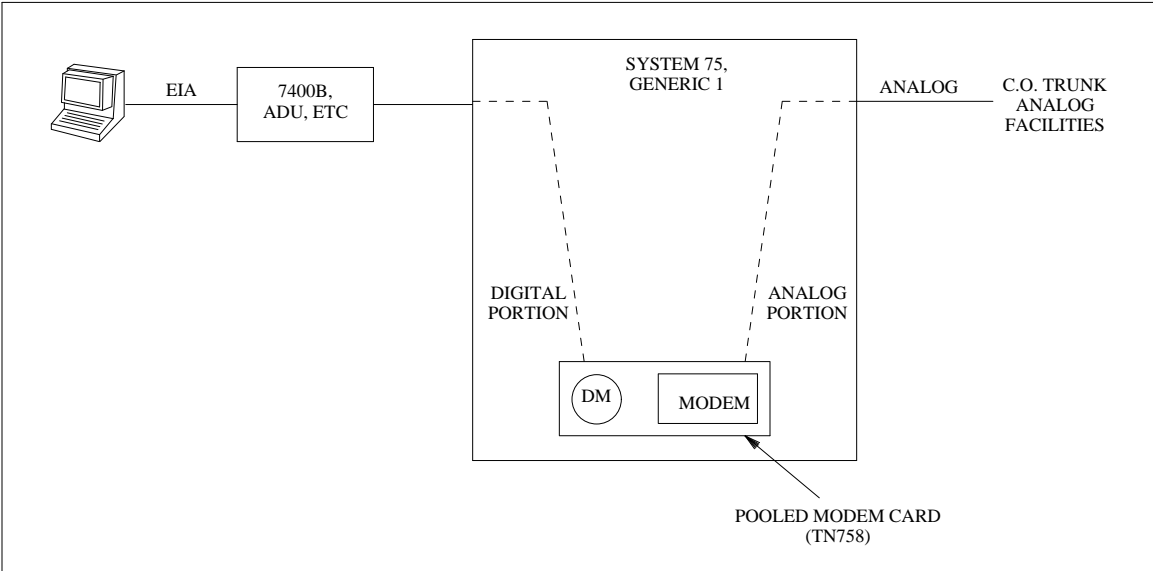 SYSTEM 75,
GENERIC 1
EIA
7400B,
ADU, ETC
ANALOG
C.O. TRUNK
ANALOG
FACILITIES
DIGITAL
PORTION
ANALOG
PORTION
DM
MODEM
POOLED MODEM CARD
(TN758)